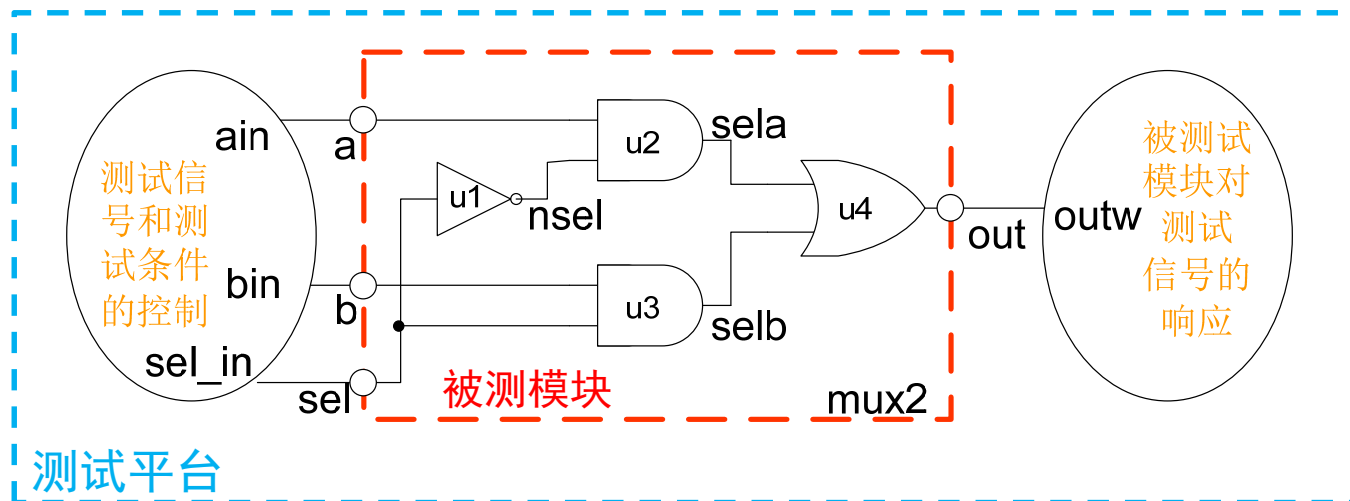 ain
a
测试信
号和测
试条件
的控制
bin
b
sel_in
sel
u1
nsel
u2
sela
u3
selb
u4
out
outw
被测试
模块对
测试
信号的
响应
被测模块
mux2
测试平台